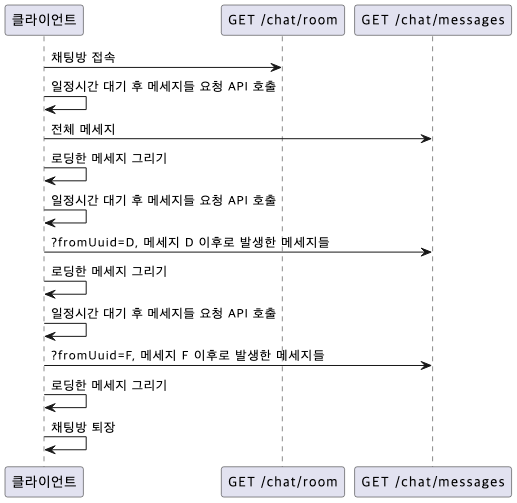 클라이언트 GET /chat/room GET /chat/messages
채팅방 접속
일정시간 대기 후 메세지들 요청 API 호출
전체 메세지
로딩한 메세지 그리기
일정시간 대기 후 메세지들 요청 API 호출
?fromUuid=D, 메세지 D 이후로 발생한 메세지들
로딩한 메세지 그리기
일정시간 대기 후 메세지들 요청 API 호출
?fromUuid=F, 메세지 F 이후로 발생한 메세지들
로딩한 메세지 그리기
채팅방 퇴장
클라이언트 GET /chat/room GET /chat/messages